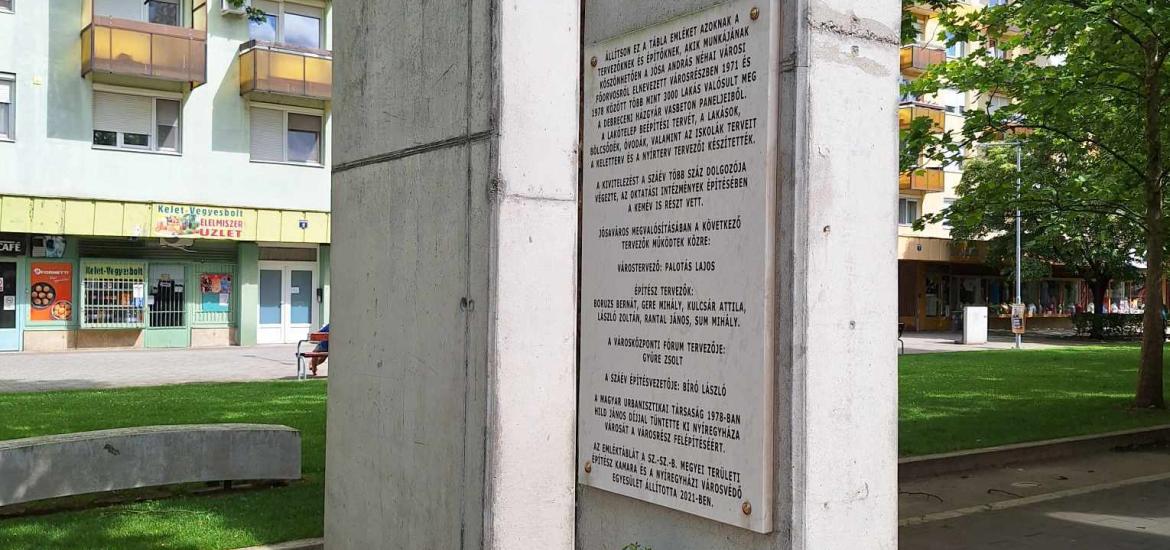 Kelet-Vegyesbolt
ÉLELMISZER
ÜZLET
CAFÉ
FORNETTI
Kelet-Vegyesbolt
ÁLLÍTSON EZ A TÁBLA EMLÉKET AZOKNAK A
TERVEZŐKNEK ÉS ÉPÍTŐKNEK, AKIK MUNKÁJÁNAK
KÖSZÖNHETŐEN A JÓSA ANDRÁS NÉHAI VÁROSI
FŐORVOSRÓL ELNEVEZETT VÁROSRÉSZBEN 1971 ÉS
1978 KÖZÖTT TÖBB MINT 3000 LAKÁS VALÓSULT MEG
A DEBRECENI HÁZGYÁR VASBETON PANELJEIBŐL.
A LAKÓTELEP BEÉPÍTÉSI TERVÉT, A LAKÁSOK,
BÖLCSŐDÉK, ÓVODÁK, VALAMINT AZ ISKOLÁK TERVEIT
A KELETTERV ÉS A NYÍRTERV TERVEZŐI KÉSZÍTETTÉK.
A KIVITELEZÉST A SZÁÉV TÖBB SZÁZ DOLGOZÓJA
VÉGEZTE, AZ OKTATÁSI INTÉZMÉNYEK ÉPÍTÉSÉBEN
A KEMÉV IS RÉSZT VETT.
JÓSAVÁROS MEGVALÓSÍTÁSÁBAN A KÖVETKEZŐ
TERVEZŐK MŰKÖDTEK KÖZRE:
VÁROSTERVEZŐ: PALOTÁS LAJOS
ÉPÍTÉSZ TERVEZŐK:
BORUZS BERNÁT, GERE MIHÁLY, KULCSÁR ATTILA,
LÁSZLÓ ZOLTÁN, RANTAL JÁNOS, SUM MIHÁLY.
A VÁROSKÖZPONTI FÓRUM TERVEZŐJE:
GYÜRE ZSOLT
A SZÁÉV ÉPÍTÉSVEZETŐJE: BÍRÓ LÁSZLÓ
A MAGYAR URBANISZTIKAI TÁRSASÁG 1978-BAN
HILD JÁNOS DÍJJAL TÜNTETTE KI NYÍREGYHÁZA
VÁROSÁT A VÁROSRÉSZ FELÉPÍTÉSÉÉRT.
AZ EMLÉKTÁBLÁT A SZ.-SZ.-B. MEGYEI TERÜLETI
ÉPÍTÉSZ KAMARA ÉS A NYÍREGYHÁZI VÁROSVÉDŐ
EGYESÜLET ÁLLÍTOTTA 2021-BEN.